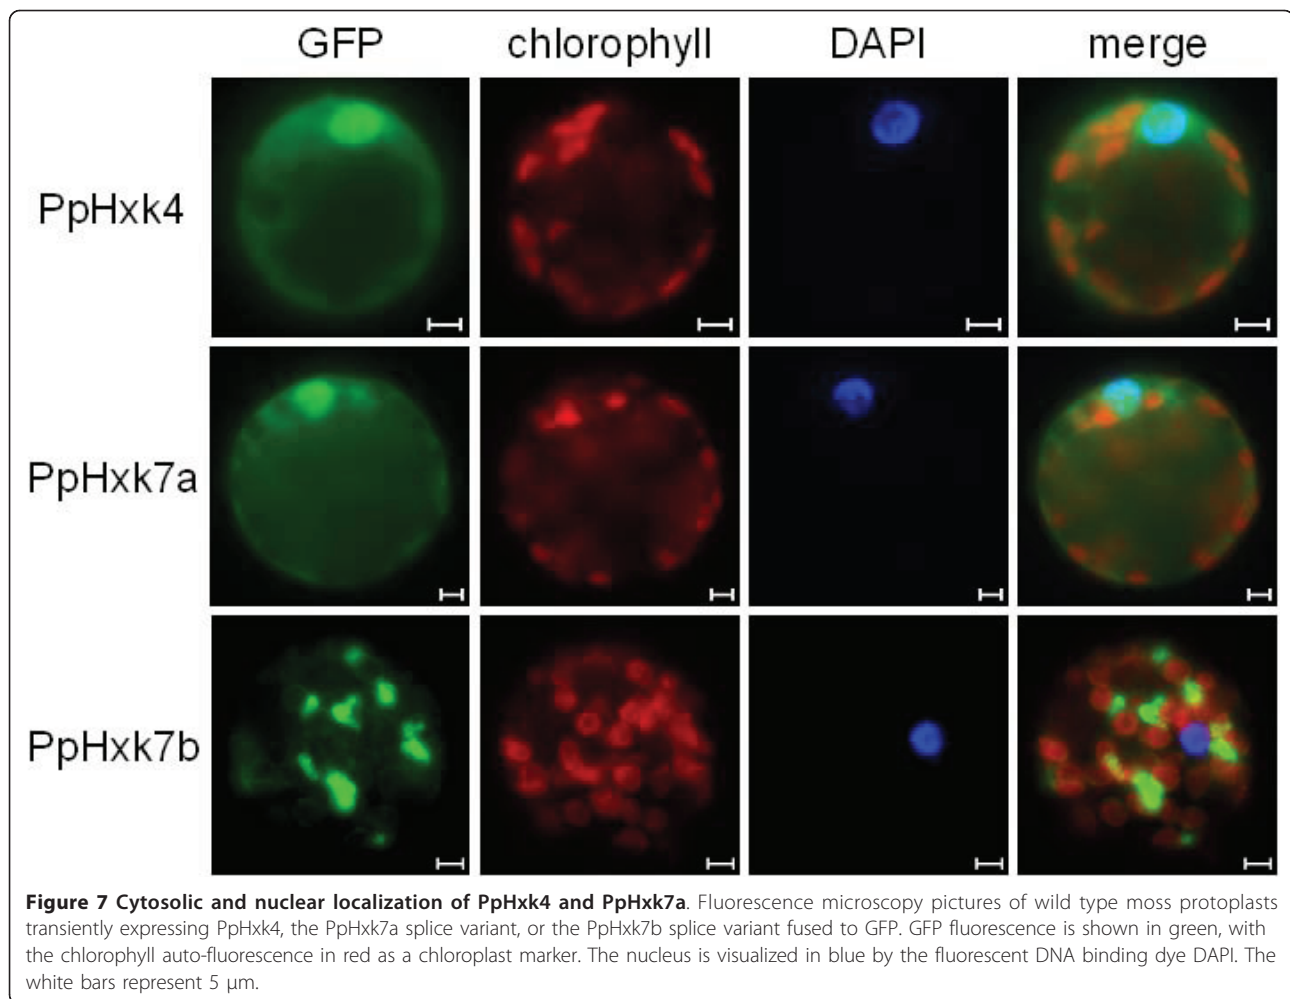 GFP chlorophyll DAPI merge
PpHxk4
PpHxk7a
PpHxk7b
Figure 7 Cytosolic and nuclear localization of PpHxk4 and PpHxk7a. Fluorescence microscopy pictures of wild type moss protoplasts
transiently expressing PpHxk4, the PpHxk7a splice variant, or the PpHxk7b splice variant fused to GFP. GFP fluorescence is shown in green, with
the chlorophyll auto-fluorescence in red as a chloroplast marker. The nucleus is visualized in blue by the fluorescent DNA binding dye DAPI. The
white bars represent 5 μm.